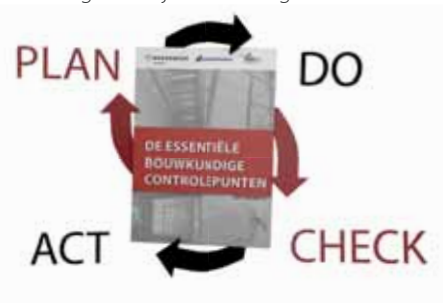 PLAN
DO
DE ESSENTIËLE
BOUWKUNDIGE
CONTROLEPUNTEN
ACT
CHECK